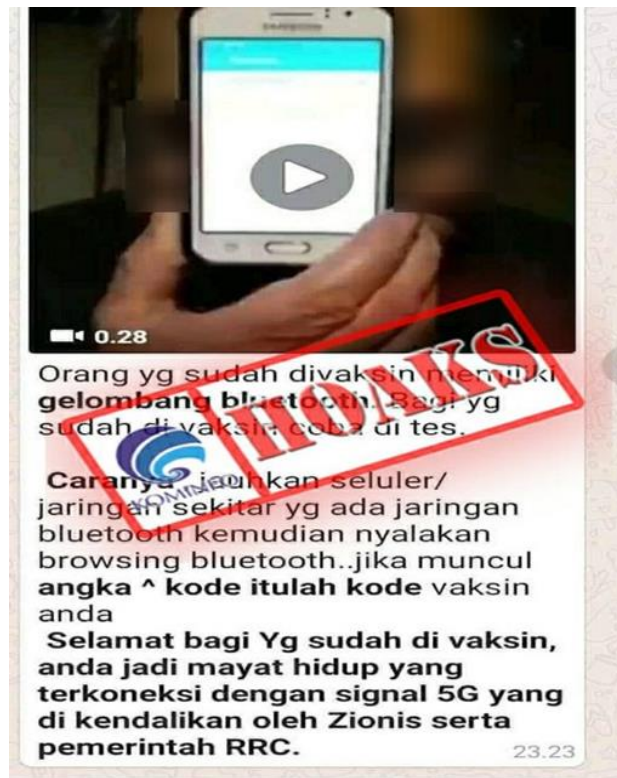 SAMSUNG
0.28
Orang yg sudah divaksin memiliki
gelombang bluetooth. Bagi yg
sudah di vaksin coba di tes.
HOAKS
KOMINFO
Caranya jauhkan seluler/
jaringan sekitar yg ada jaringan
bluetooth kemudian nyalakan
browsing bluetooth..jika muncul
angka ^ kode itulah kode vaksin
anda
Selamat bagi Yg sudah di vaksin,
anda jadi mayat hidup yang
terkoneksi dengan signal 5G yang
di kendalikan oleh Zionis serta
pemerintah RRC.
23.23